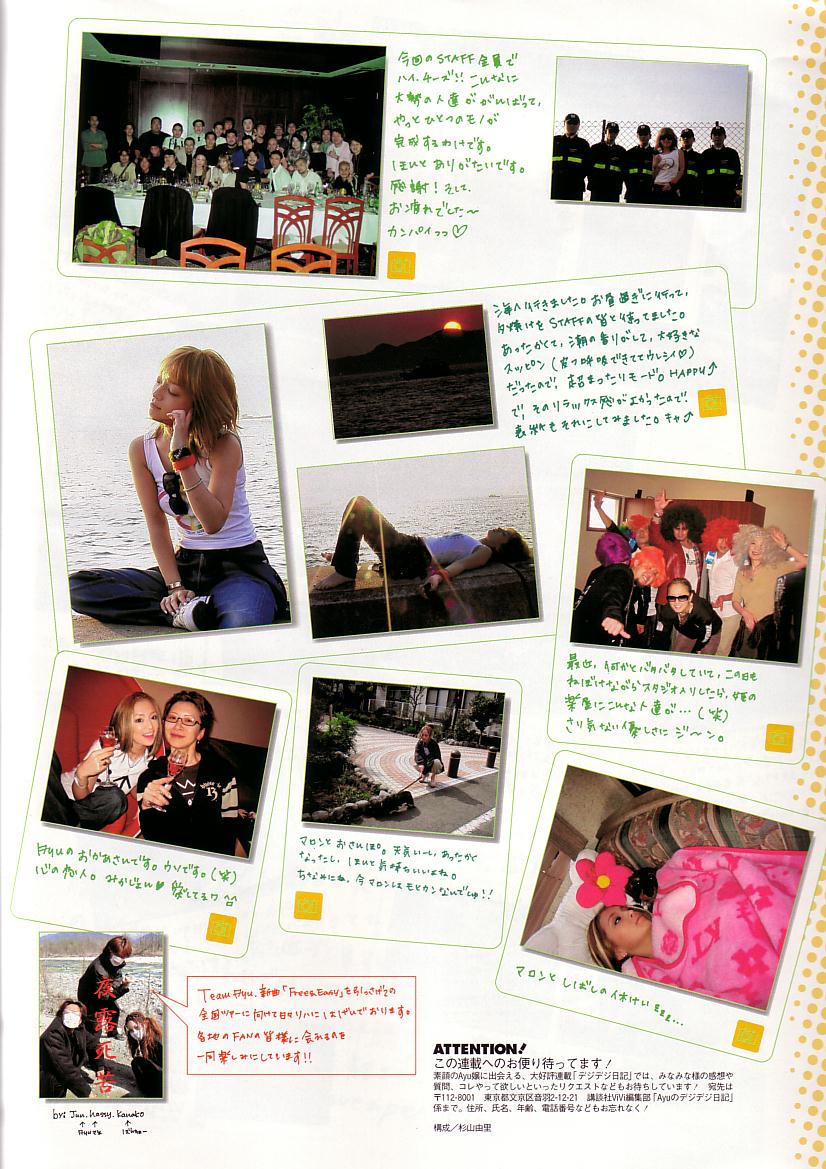 今回のSTAFF全員で
ハイ、チーズ!! こんなに
大勢の人達ががんばって、
やっとひとつのモノが
完成するわけです。
ほんとありがたいです。
感謝!そして、
お疲れでした〜
カンパイっっ♡
海へ行きました。お昼過ぎに行って、
夕焼けをSTAFFの皆と待ってました。
あったかくて、潮の香りがして、大好きな
スッピン(皮フ呼吸できててウレシイ♡)
だったので、超まったりモード。HAPPY↑
で、そのリラックス感がよかったので
表紙もそれにしてみました。キャ♪
最近、何かとバタバタしていて、この日も
ねぼけながらスタジオ入りしたら、姫の
楽屋にこんな人達が…(笑)
さり気ない優しさにジ〜ン。
Ayuのおかあさんです。ウソです。(笑)
心の恋人。みかじょん♥愛してるワ
マロンとおさんぽ。天気いーし、あったかく
なったし、ほんと気持ちいいよね。
ちなみにね、今マロンはモヒカンなんでしゅ!!
マロンとしばしの休けいzzz...
夜露死苦
Team Ayu. 新曲「Free&Easy」を引っさげての
全国ツアーに向けて日々リハにはげんでおります。
各地のFANの皆様に会えるのを
一同楽しみにしています!!
by: Jun. hassy. Kanako
ATTENTION!
この連載へのお便り待ってます!
素顔のAyu嬢に出会える、大好評連載「デジデジ日記」では、みなみな様の感想や
質問、コレやって欲しいといったリクエストなどもお待ちしています! 宛先は
〒112-8001 東京都文京区音羽2-12-21 講談社ViVi編集部「Ayuのデジデジ日記」
係まで。住所、氏名、年齢、電話番号などもお忘れなく!
構成/杉山由里